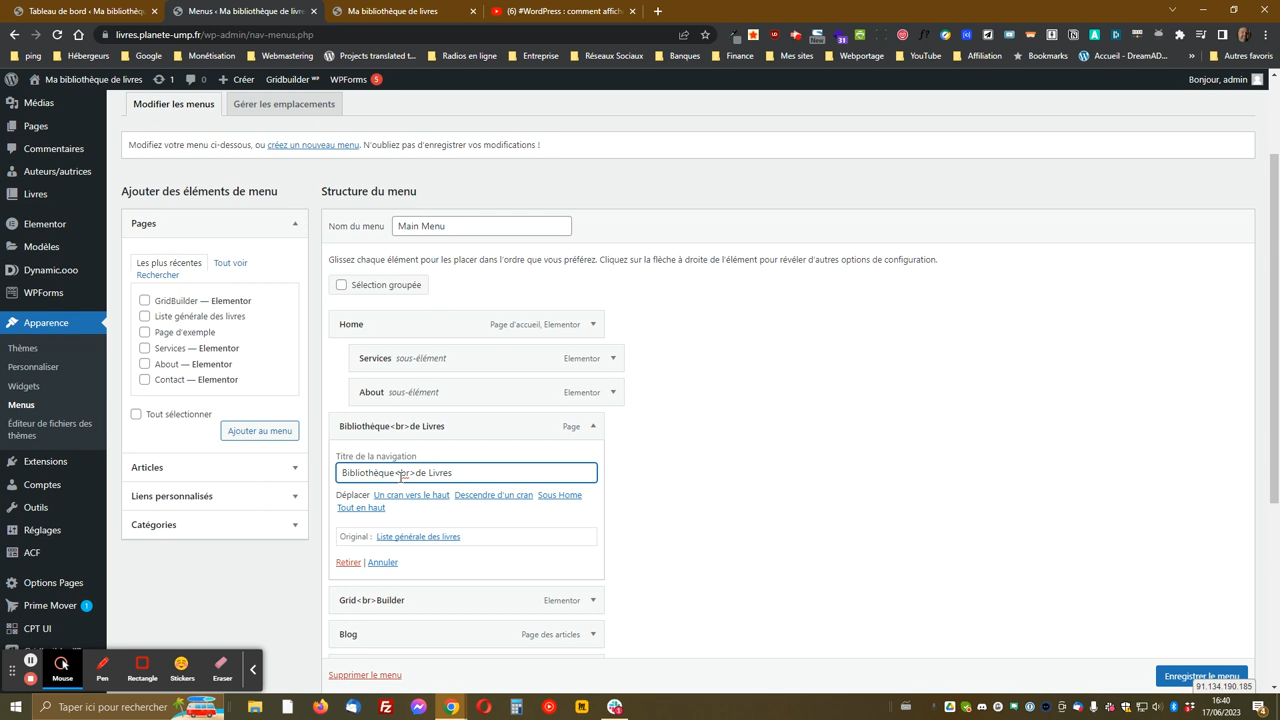 Tableau de bord ‹ Ma bibliothèq
Menus ‹ Ma bibliothèque de livre
Ma bibliothèque de livres
(6) #WordPress : comment affich
livres.planete-ump.fr/wp-admin/nav-menus.php
ping
Hébergeurs
Google
Montation
Webmastering
Projects translated t...
Radios en lignes
Entreprise
Réseaux Sociaux
Banques
Finance
Mes sites
Weboportage
YouTube
Affiliation
Bookmarks
Accueil — DreamAD...
»
Autres favoris
Ma bibliothèque de livres
1
0
Créer
Gridbuilder WP
WPForms 5
Bonjour, admin
Médias
Pages
Commentaires
Auteurs/autrices
Livres
Elementor
Modèles
Dynamic.ooo
WPForms
Apparence
Thèmes
Personnaliser
Widgets
Menus
Éditeur de fichiers des
thèmes
Extensions
Comptes
Outils
Réglages
ACF
Options Pages
Prime Mover 1
CPT UI
Modifier les menus
Gérer les emplacements
Modifiez votre menu ci-dessous, ou créez un nouveau menu. N'oubliez pas d'enregistrer vos modifications !
Ajouter des éléments de menu
Pages
Les plus récentes
Tout voir
Rechercher
GridBuilder — Elementor
Liste générale des livres
Page d'exemple
Services — Elementor
About — Elementor
Contact — Elementor
Tout sélectionner
Ajouter au menu
Articles
Liens personnalisés
Catégories
Structure du menu
Nom du menu
Main Menu
Glissez chaque élément pour les placer dans l'ordre que vous préférez. Cliquez sur la flèche à droite de l'élément pour révéler d'autres options de configuration.
Sélection groupée
Home
Page d'accueil, Elementor
Services sous-élément
Elementor
About sous-élément
Elementor
Bibliothéque<br>de Livres
Page
Titre de la navigation
Bibliothèque<br>de Livres
Déplacer Un cran vers le haut Descendre d'un cran Sous Home
Tout en haut
Original : Liste générale des livres
Retirer | Annuler
Grid<br>Builder
Elementor
Blog
Page des articles
Supprimer le menu
Enregistrer le menu
91.134.190.185
Mouse
Pen
Rectangle
Stickers
Eraser
Taper ici pour rechercher
16:40
17/06/2023
4